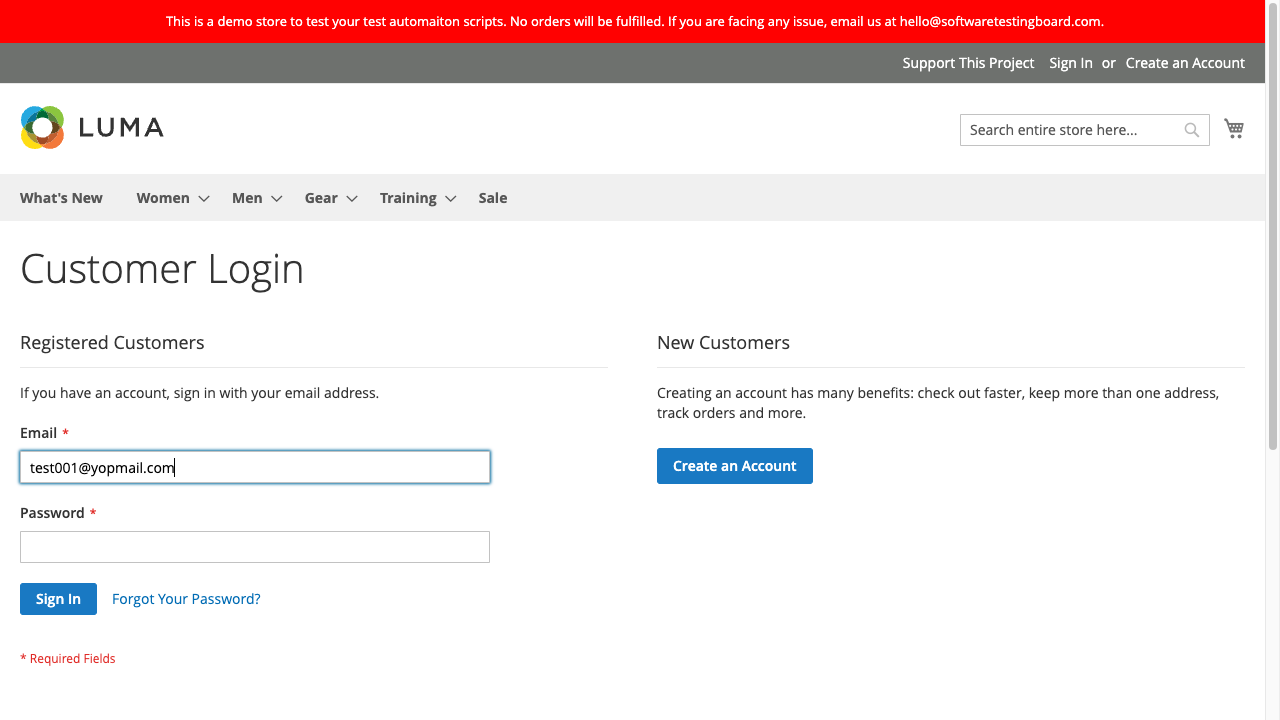 This is a demo store to test your test automaiton scripts. No orders will be fulfilled. If you are facing any issue, email us at hello@softwaretestingboard.com.
Support This Project Sign In or Create an Account
LUMA
Search entire store here...
What's New Women Men Gear Training Sale
Customer Login
Registered Customers
If you have an account, sign in with your email address.
Email *
test001@yopmail.com
Password *
Sign In Forgot Your Password?
* Required Fields
New Customers
Creating an account has many benefits: check out faster, keep more than one address,
track orders and more.
Create an Account